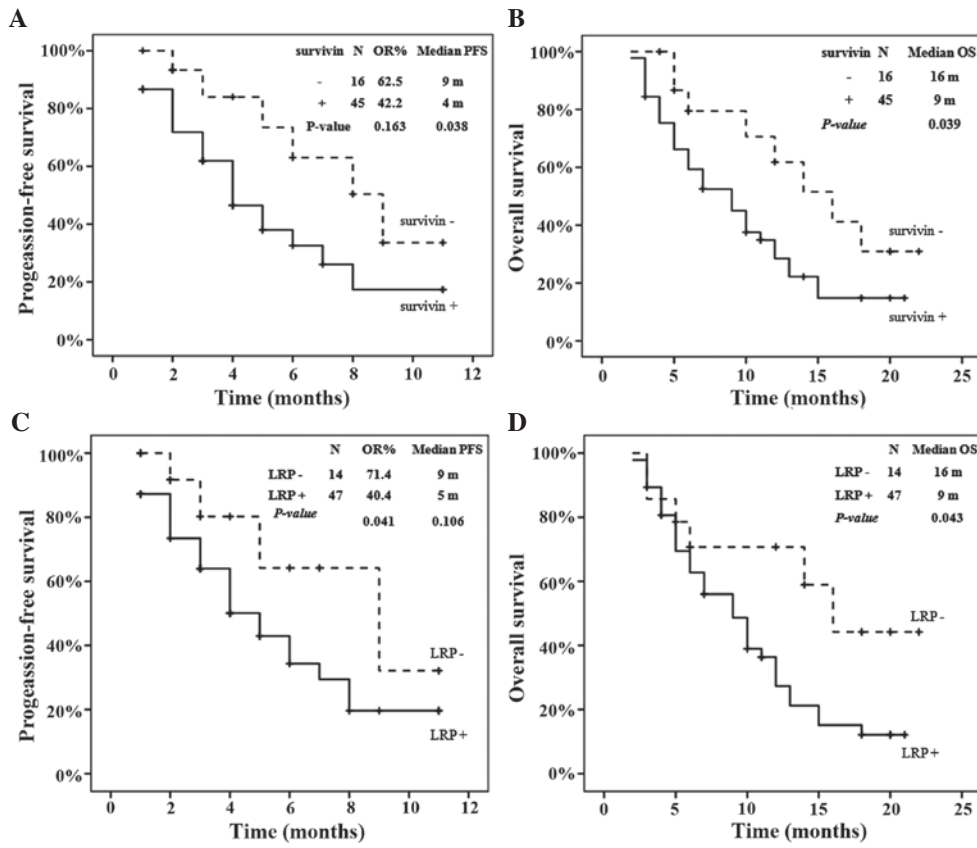 A
survivin N OR% Median PFS
- 16 62.5 9 m
+ 45 42.2 4 m
P-value 0.163 0.038
100%
80%
60%
40%
20%
0%
Progeassion-free survival
survivin -
survivin +
0 2 4 6 8 10 12
Time (months)
B
survivin N Median OS
- 16 16 m
+ 45 9 m
P-value 0.039
100%
80%
60%
40%
20%
0%
Overall survival
survivin -
survivin +
0 5 10 15 20 25
Time (months)
C
N OR% Median PFS
LRP - 14 71.4 9 m
LRP + 47 40.4 5 m
P-value
0.041 0.106
100%
80%
60%
40%
20%
0%
Progeassion-free survival
LRP-
LRP+
0 2 4 6 8 10 12
Time (months)
D
N Median OS
LRP - 14 16 m
LRP + 47 9 m
P-value 0.043
100%
80%
60%
40%
20%
0%
Overall survival
LRP-
LRP+
0 5 10 15 20 25
Time (months)